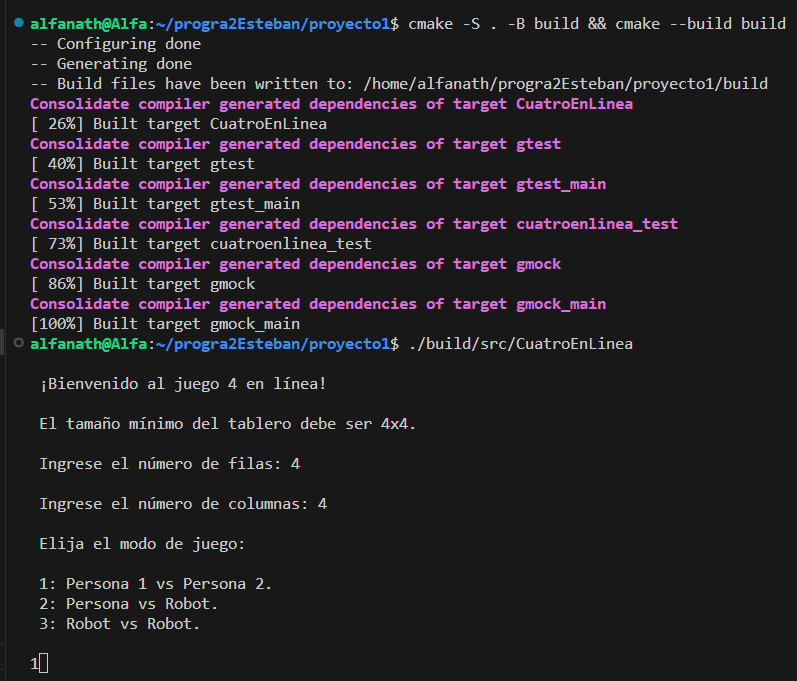 alfanath@Alfa:~/progra2Esteban/proyecto1$ cmake -S . -B build && cmake --build build
-- Configuring done
-- Generating done
-- Build files have been written to: /home/alfanath/progra2Esteban/proyecto1/build
Consolidate compiler generated dependencies of target CuatroEnLinea
[ 26%] Built target CuatroEnLinea
Consolidate compiler generated dependencies of target gtest
[ 40%] Built target gtest
Consolidate compiler generated dependencies of target gtest_main
[ 53%] Built target gtest_main
Consolidate compiler generated dependencies of target cuatroenlinea_test
[ 73%] Built target cuatroenlinea_test
Consolidate compiler generated dependencies of target gmock
[ 86%] Built target gmock
Consolidate compiler generated dependencies of target gmock_main
[100%] Built target gmock_main
alfanath@Alfa:~/progra2Esteban/proyecto1$ ./build/src/CuatroEnLinea
¡Bienvenido al juego 4 en línea!
El tamaño mínimo del tablero debe ser 4x4.
Ingrese el número de filas: 4
Ingrese el número de columnas: 4
Elija el modo de juego:
1: Persona 1 vs Persona 2.
2: Persona vs Robot.
3: Robot vs Robot.
1